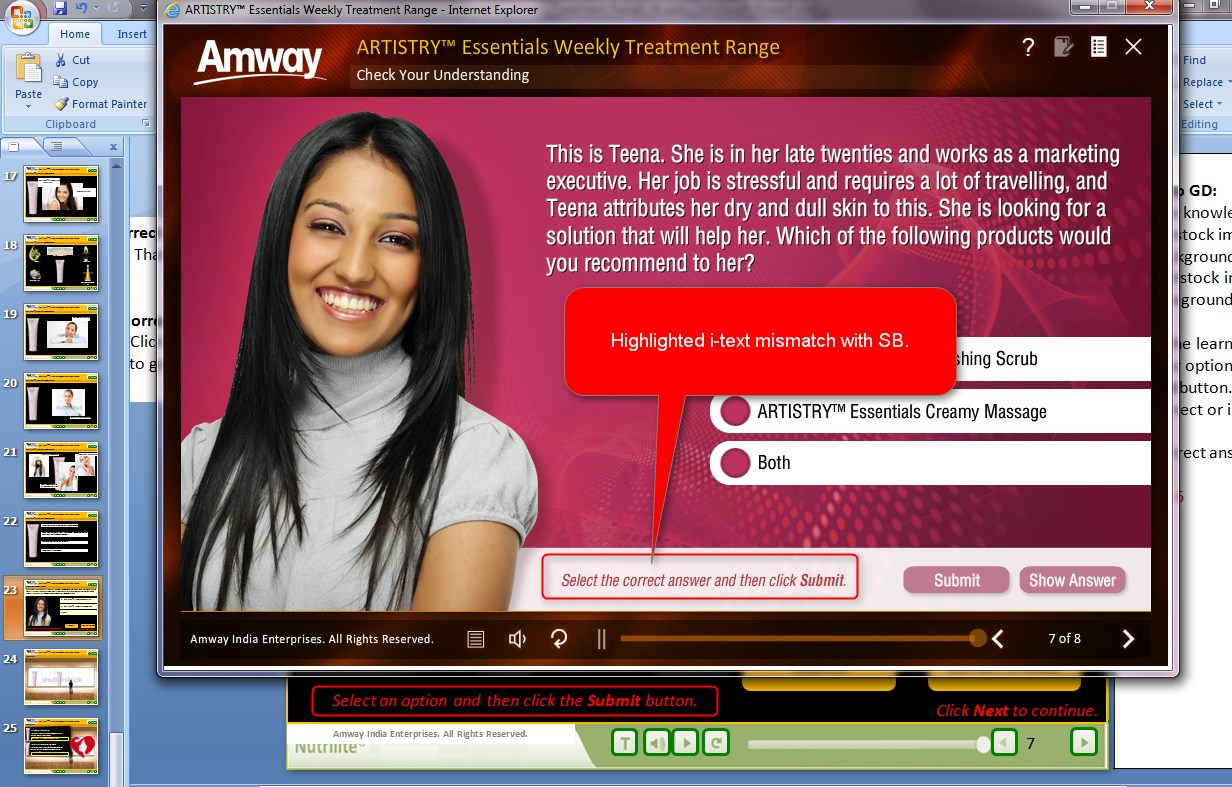 ARTISTRY™ Essentials Weekly Treatment Range - Internet Explorer
Home
Insert
Cut
Copy
Paste
Format Painter
Clipboard
Find
Replace
Select
Editing
Amway
ARTISTRY™ Essentials Weekly Treatment Range
Check Your Understanding
?
This is Teena. She is in her late twenties and works as a marketing
executive. Her job is stressful and requires a lot of travelling, and
Teena attributes her dry and dull skin to this. She is looking for a
solution that will help her. Which of the following products would
you recommend to her?
Highlighted i-text mismatch with SB.
shing Scrub
ARTISTRY™ Essentials Creamy Massage
Both
Select the correct answer and then click Submit.
Submit
Show Answer
Amway India Enterprises. All Rights Reserved.
7 of 8
17
18
19
20
21
22
23
24
25
GD:
knowle
stock im
kground
stock in
ground
e learn
option
button.
ect or i
rect ans
rrec
Tha
orre
Clic
to g
Select an option and then click the Submit button.
Click Next to continue.
Amway India Enterprises. All Rights Reserved.
Nutrilite®
T
7